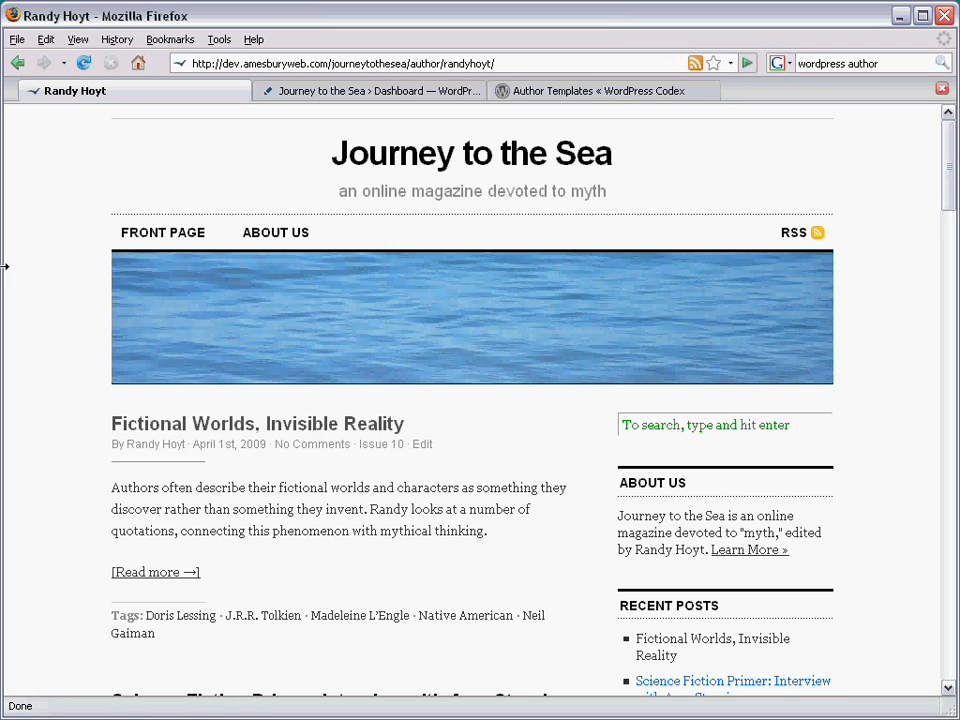 Randy Hoyt - Mozilla Firefox
File Edit View History Bookmarks Tools Help
http://dev.amesburyweb.com/journeytothesea/author/randyhoyt/
G wordpress author
Randy Hoyt
Journey to the Sea › Dashboard — WordPr...
Author Templates « WordPress Codex
Journey to the Sea
an online magazine devoted to myth
FRONT PAGE ABOUT US RSS
Fictional Worlds, Invisible Reality
By Randy Hoyt · April 1st, 2009 · No Comments · Issue 10 · Edit
Authors often describe their fictional worlds and characters as something they
discover rather than something they invent. Randy looks at a number of
quotations, connecting this phenomenon with mythical thinking.
[Read more →]
Tags: Doris Lessing · J.R.R. Tolkien · Madeleine L'Engle · Native American · Neil
Gaiman
To search, type and hit enter
ABOUT US
Journey to the Sea is an online
magazine devoted to "myth," edited
by Randy Hoyt. Learn More »
RECENT POSTS
Fictional Worlds, Invisible
Reality
Science Fiction Primer: Interview
Done